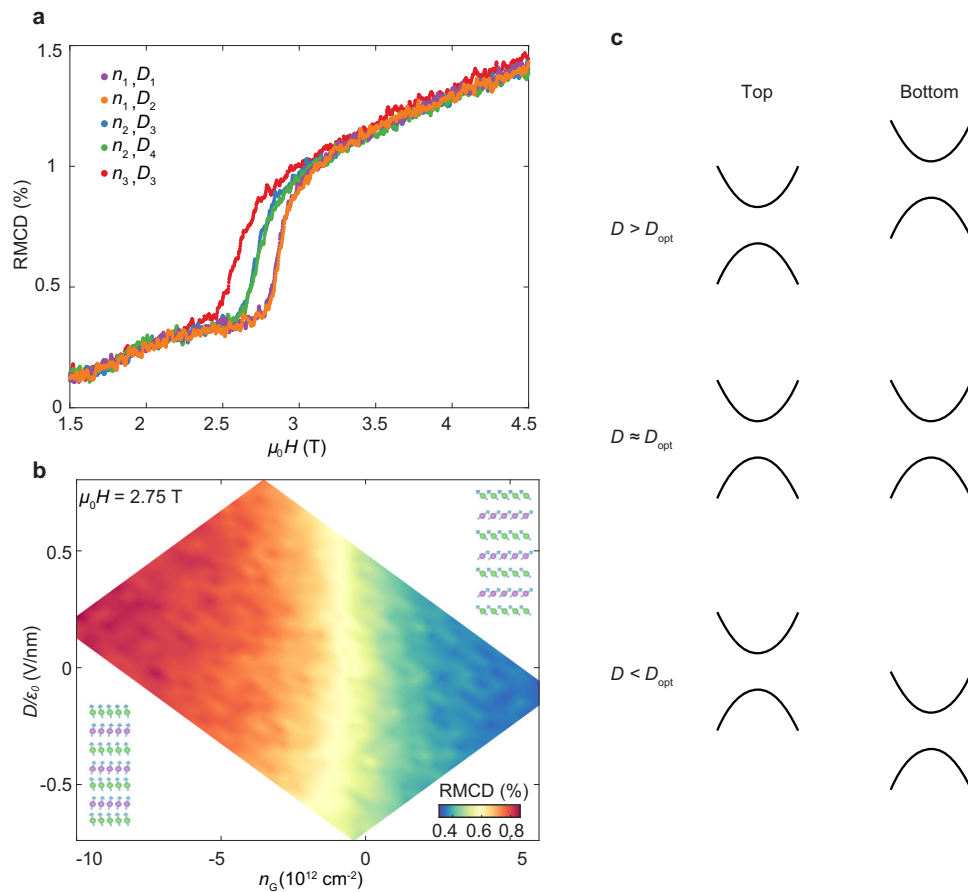 a
1.5
1
0.5
0
RMCD (%)
n1,D1
n1,D2
n2,D3
n2,D4
n3,D3
1.5 2 2.5 3 3.5 4 4.5
μ0H (T)
b
μ0H = 2.75 T
0.5
0
-0.5
D/ε0 (V/nm)
RMCD (%)
0.4 0.6 0.8
-10 -5 0 5
nG(10¹² cm⁻²)
c
Top Bottom
D > Dopt
D ≈ Dopt
D < Dopt